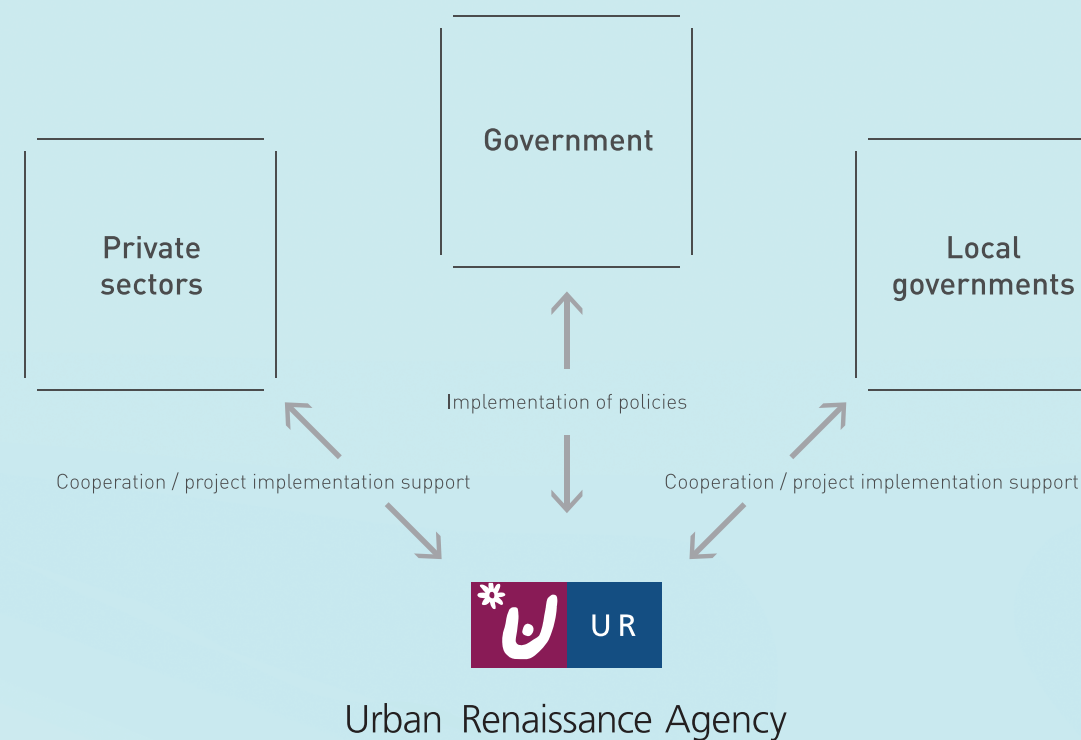 Government
Private
sectors
Local
governments
Implementation of policies
Cooperation / project implementation support
Cooperation / project implementation support
UR
Urban Renaissance Agency